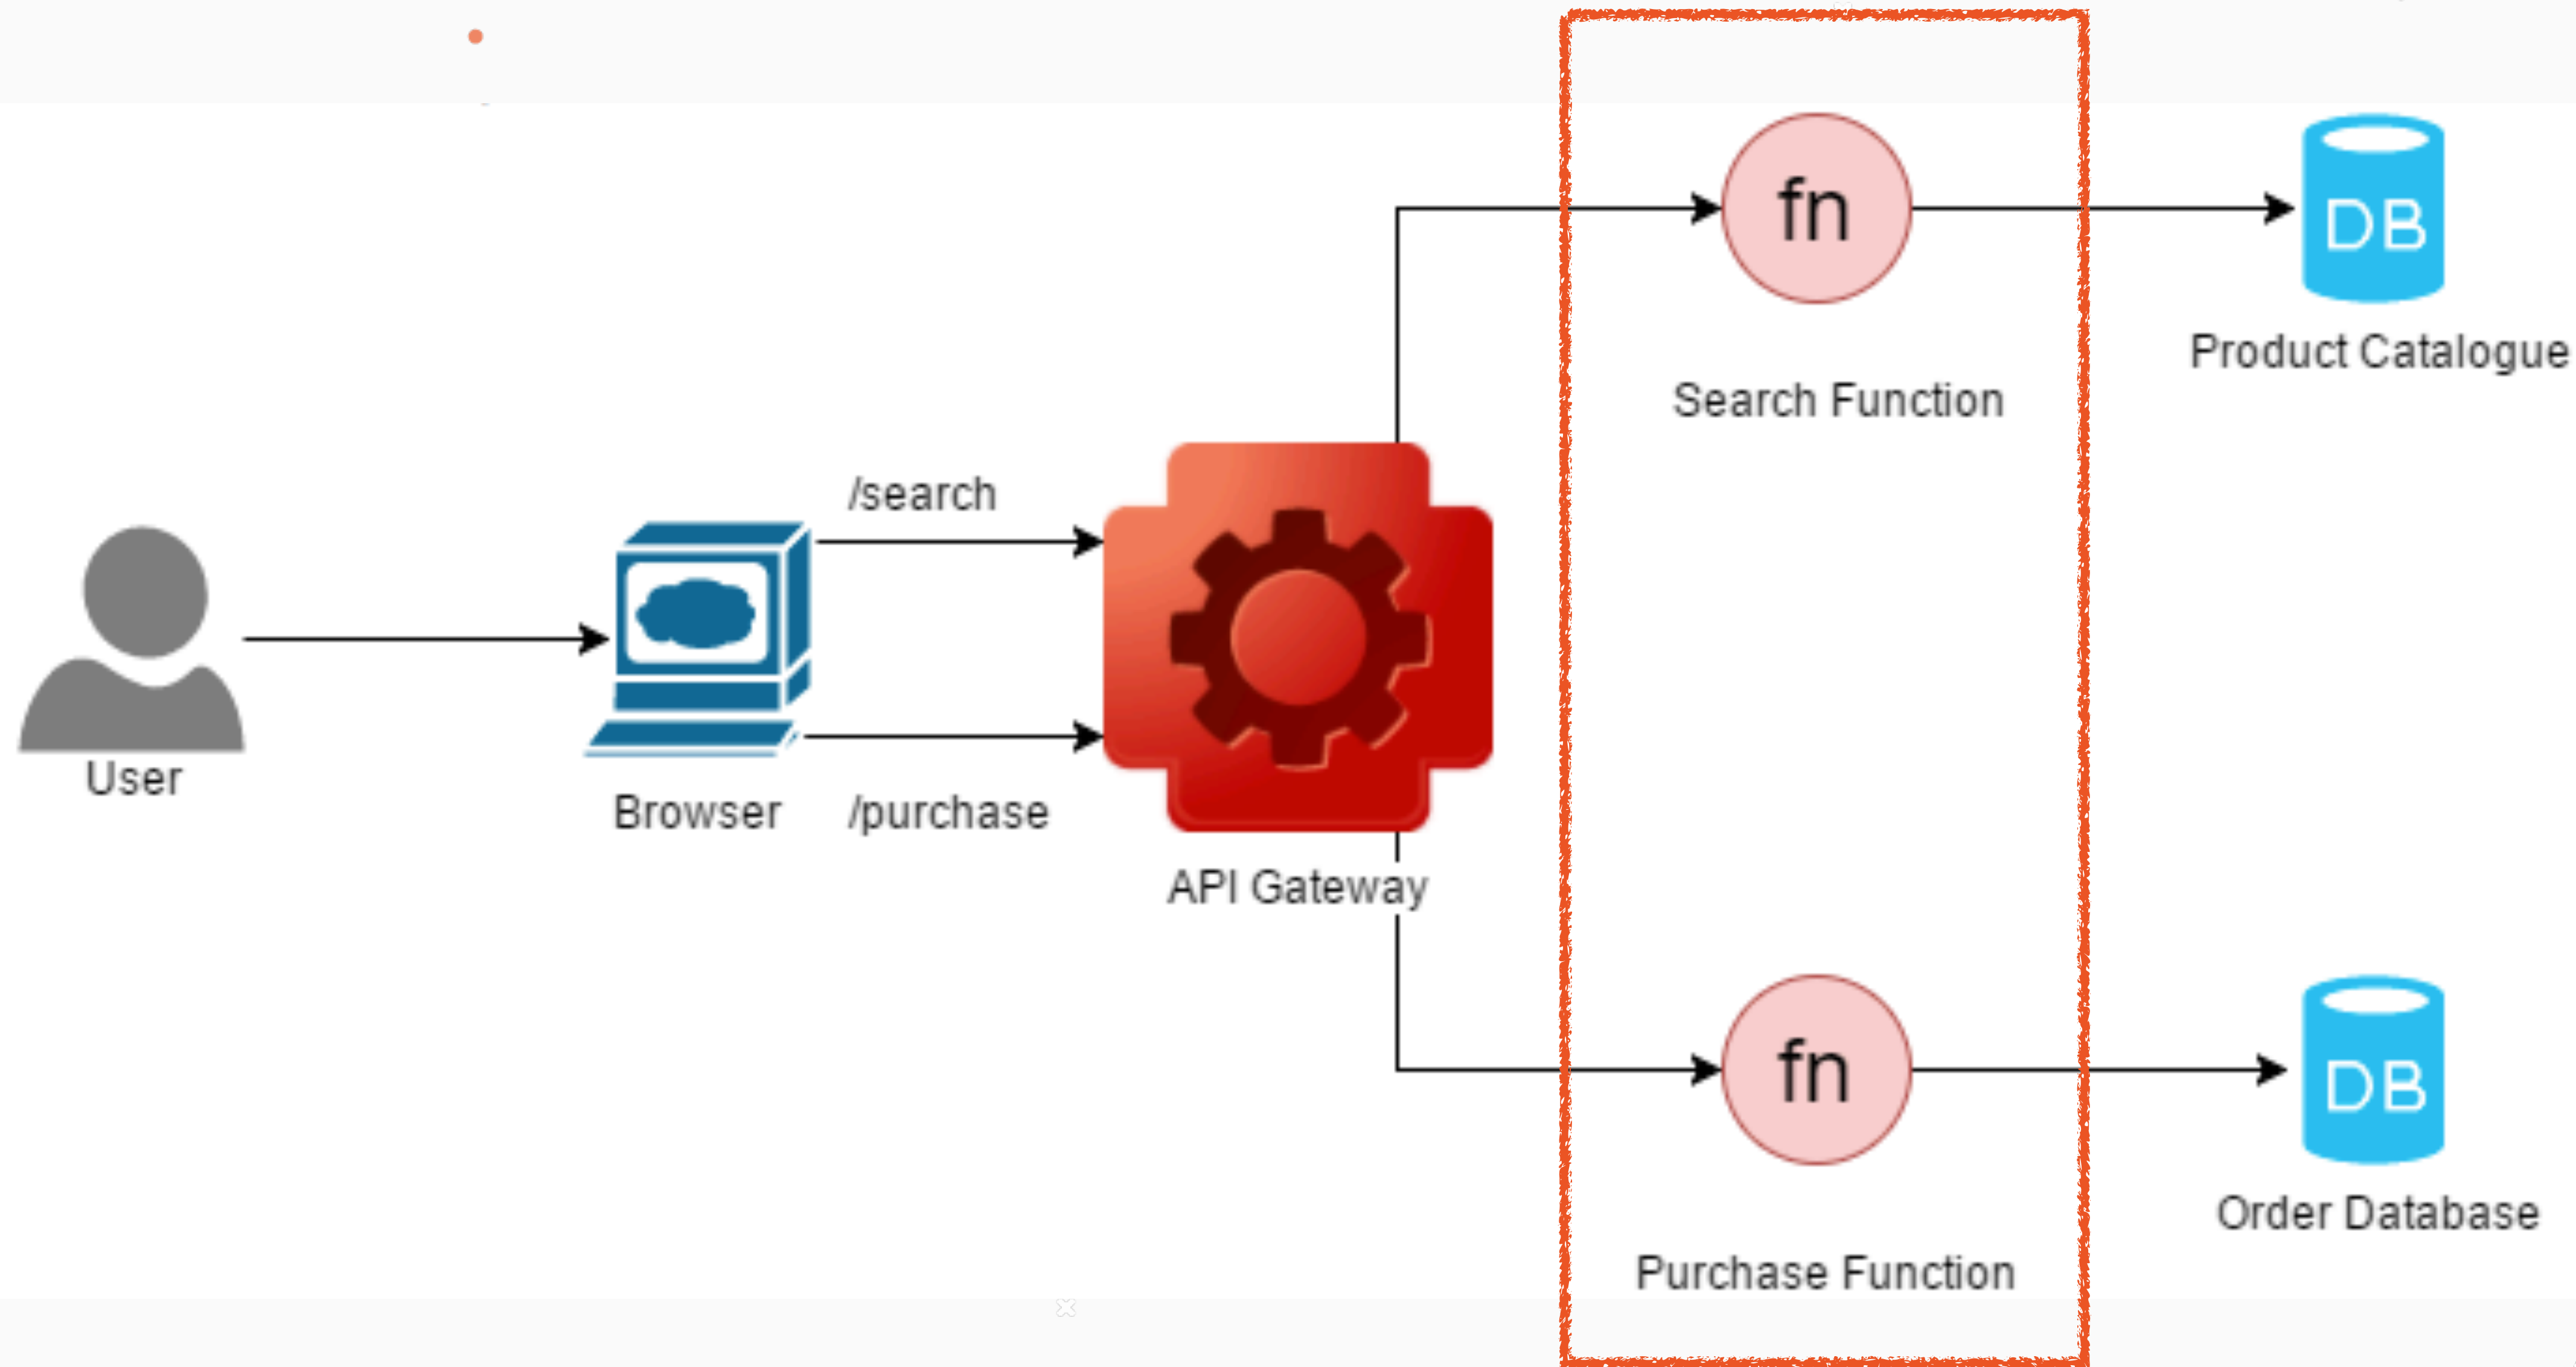 fn
DB
Product Catalogue
Search Function
/search
User
Browser
/purchase
API Gateway
fn
DB
Order Database
Purchase Function